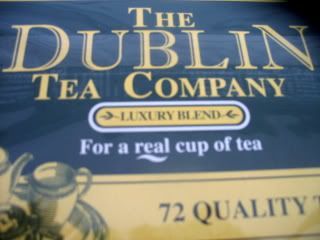 THE
DUBLIN
TEA COMPANY
LUXURY BLEND
For a real cup of tea
72 QUALITY T